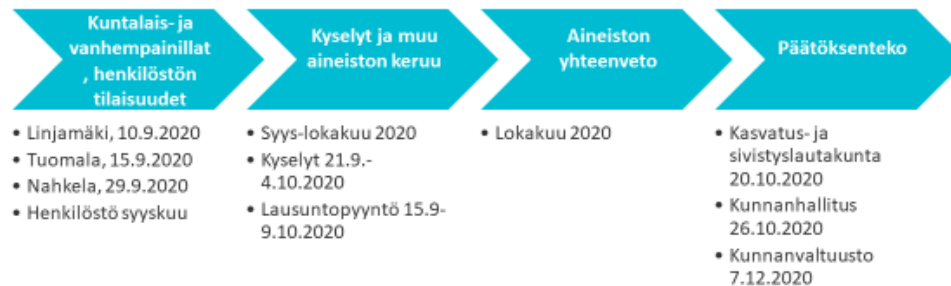 Kuntalais- ja
vanhempainillat
, henkilöstön
tilaisuudet
• Linjamäki, 10.9.2020
• Tuomala, 15.9.2020
• Nahkela, 29.9.2020
• Henkilöstö syyskuu
Kyselyt ja muu
aineiston keruu
• Syys-lokakuu 2020
• Kyselyt 21.9.-
4.10.2020
• Lausuntopyyntö 15.9-
9.10.2020
Aineiston
yhteenveto
• Lokakuu 2020
Päätöksenteko
• Kasvatus- ja
sivistyslautakunta
20.10.2020
• Kunnanhallitus
26.10.2020
• Kunnanvaltuusto
7.12.2020